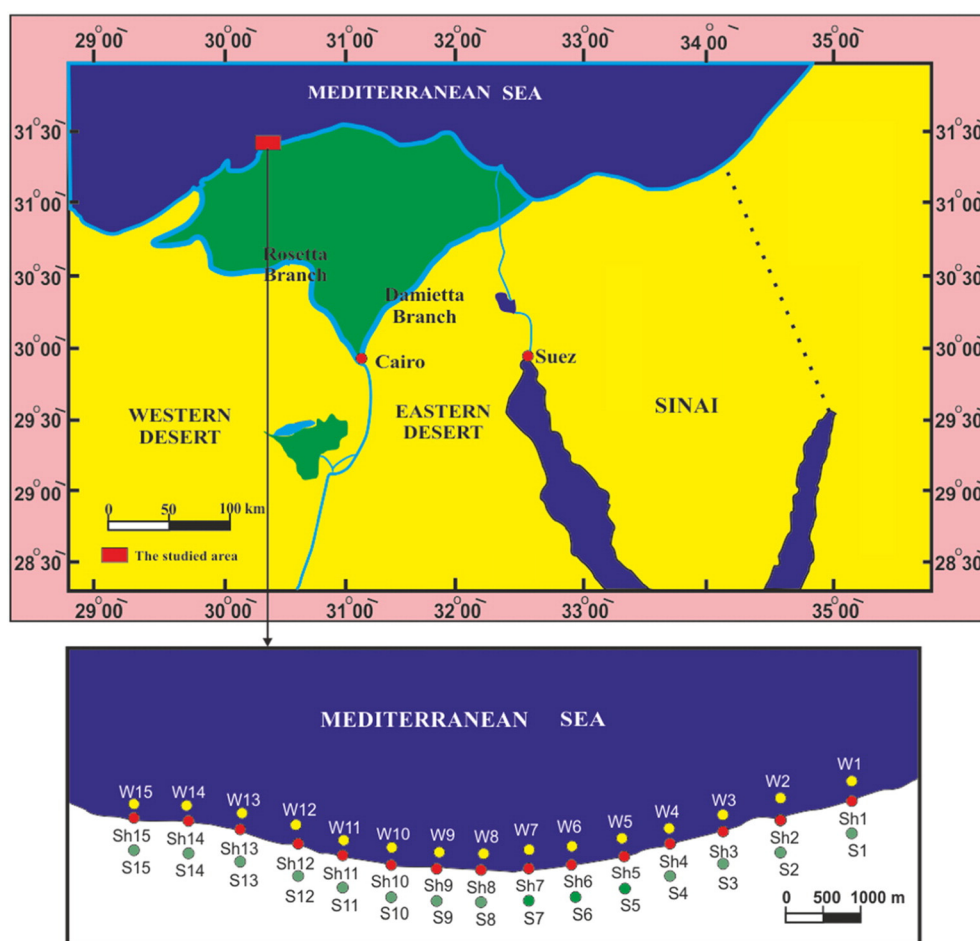 29°00' 30°00' 31°00' 32°00' 33°00' 34°00' 35°00'
MEDITERRANEAN SEA
31°30' 31°30'
31°00' 31°00'
Rosetta
Branch
30°30' 30°30'
Damietta
Branch
30°00' 30°00'
Cairo
Suez
WESTERN
DESERT
EASTERN
DESERT
SINAI
29°30' 29°30'
29°00' 29°00'
0 50 100 km
The studied area
28°30' 28°30'
29°00' 30°00' 31°00' 32°00' 33°00' 34°00' 35°00'
MEDITERRANEAN SEA
W15 W14 W13 W12 W11 W10 W9 W8 W7 W6 W5 W4 W3 W2 W1
Sh15 Sh14 Sh13 Sh12 Sh11 Sh10 Sh9 Sh8 Sh7 Sh6 Sh5 Sh4 Sh3 Sh2 Sh1
S15 S14 S13 S12 S11 S10 S9 S8 S7 S6 S5 S4 S3 S2 S1
0 500 1000 m